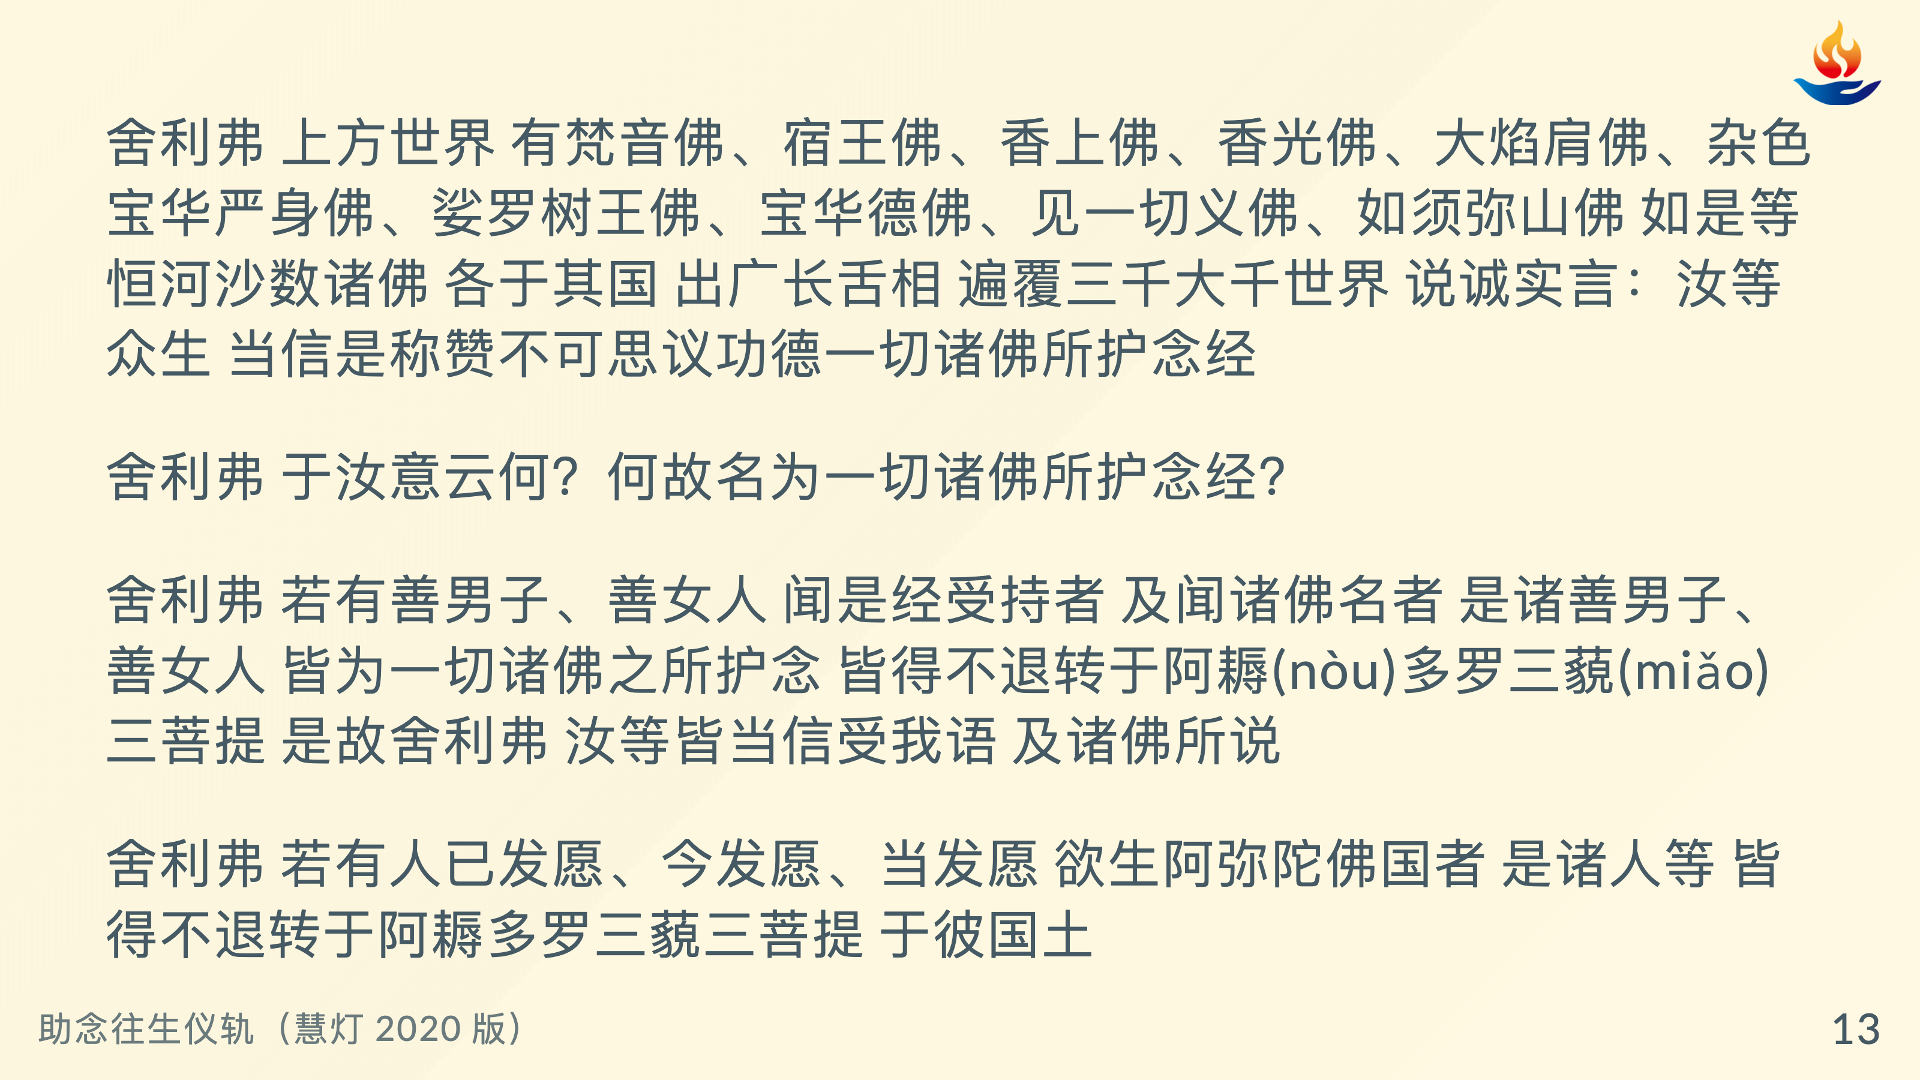 舍利弗 上方世界 有梵音佛、宿王佛、香上佛、香光佛、大焰肩佛、杂色
宝华严身佛、娑罗树王佛、宝华德佛、见一切义佛、如须弥山佛 如是等
恒河沙数诸佛 各于其国 出广长舌相 遍覆三千大千世界 说诚实言：汝等
众生 当信是称赞不可思议功德一切诸佛所护念经
舍利弗 于汝意云何？何故名为一切诸佛所护念经？
舍利弗 若有善男子、善女人 闻是经受持者 及闻诸佛名者 是诸善男子、
善女人 皆为一切诸佛之所护念 皆得不退转于阿耨(nòu)多罗三藐(miǎo)
三菩提 是故舍利弗 汝等皆当信受我语 及诸佛所说
舍利弗 若有人已发愿、今发愿、当发愿 欲生阿弥陀佛国者 是诸人等 皆
得不退转于阿耨多罗三藐三菩提 于彼国土
助念往生仪轨（慧灯 2020 版）
13